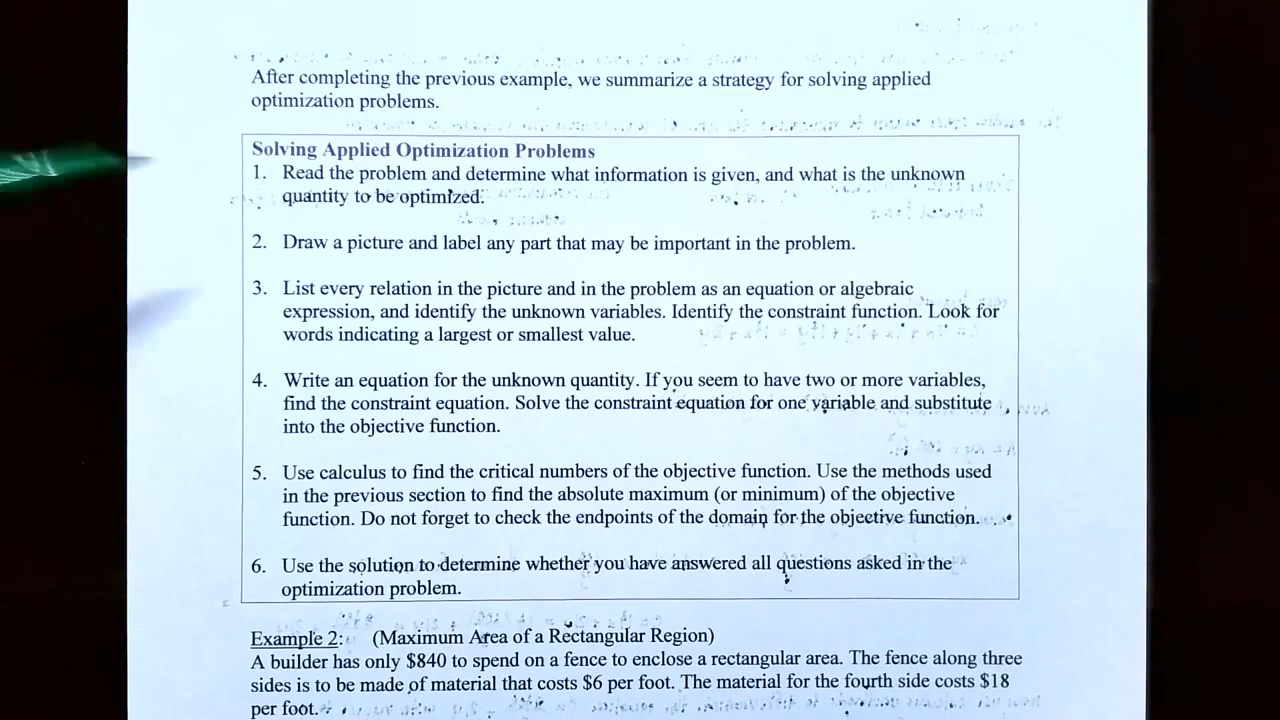 After completing the previous example, we summarize a strategy for solving applied
optimization problems.
Solving Applied Optimization Problems
1. Read the problem and determine what information is given, and what is the unknown
quantity to be optimized.
2. Draw a picture and label any part that may be important in the problem.
3. List every relation in the picture and in the problem as an equation or algebraic
expression, and identify the unknown variables. Identify the constraint function. Look for
words indicating a largest or smallest value.
4. Write an equation for the unknown quantity. If you seem to have two or more variables,
find the constraint equation. Solve the constraint equation for one variable and substitute
into the objective function.
5. Use calculus to find the critical numbers of the objective function. Use the methods used
in the previous section to find the absolute maximum (or minimum) of the objective
function. Do not forget to check the endpoints of the domain for the objective function.
6. Use the solution to determine whether you have answered all questions asked in the
optimization problem.
Example 2: (Maximum Area of a Rectangular Region)
A builder has only $840 to spend on a fence to enclose a rectangular area. The fence along three
sides is to be made of material that costs $6 per foot. The material for the fourth side costs $18
per foot.